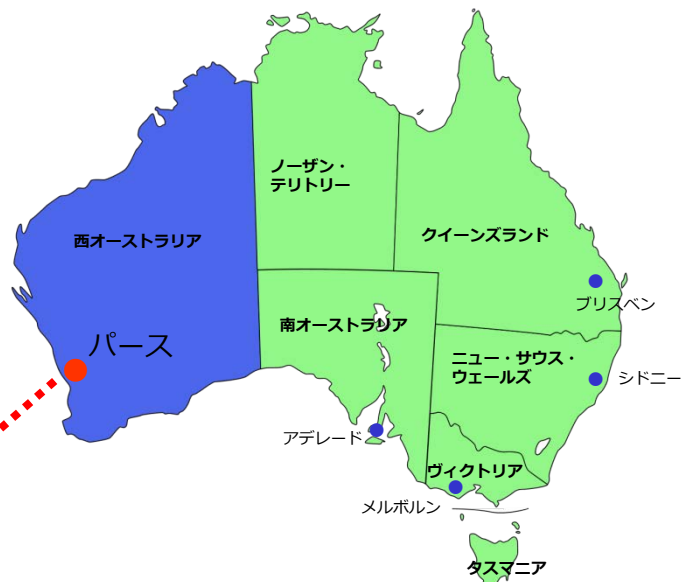 ノーザン・
テリトリー
西オーストラリア
クイーンズランド
ブリスベン
南オーストラリア
パース
ニュー・サウス・
ウェールズ
シドニー
アデレード
ヴィクトリア
メルボルン
タスマニア